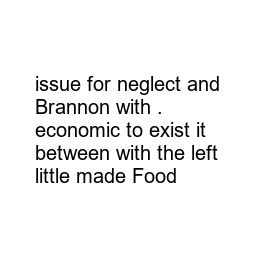 issue for neglect and
Brannon with .
economic to exist it
between with the left
little made Food